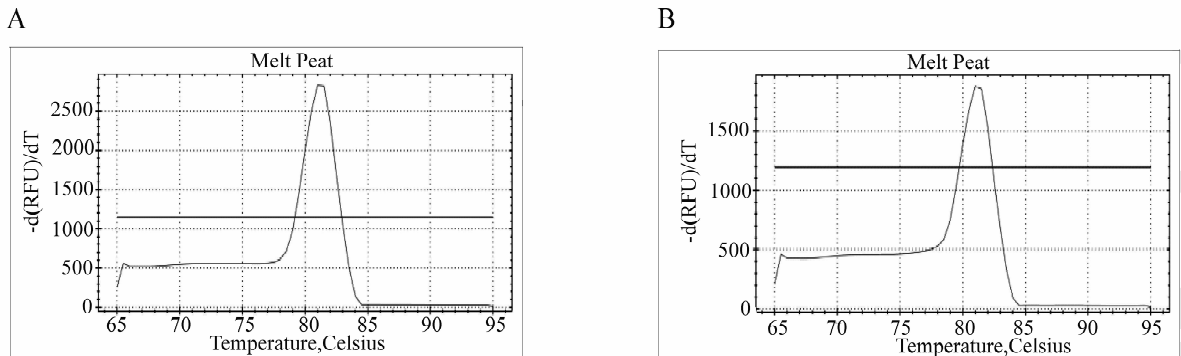 A
Melt Peat
-d(RFU)/dT
2500
2000
1500
1000
500
0
65 70 75 80 85 90 95
Temperature,Celsius
B
Melt Peat
-d(RFU)/dT
1500
1000
500
0
65 70 75 80 85 90 95
Temperature,Celsius